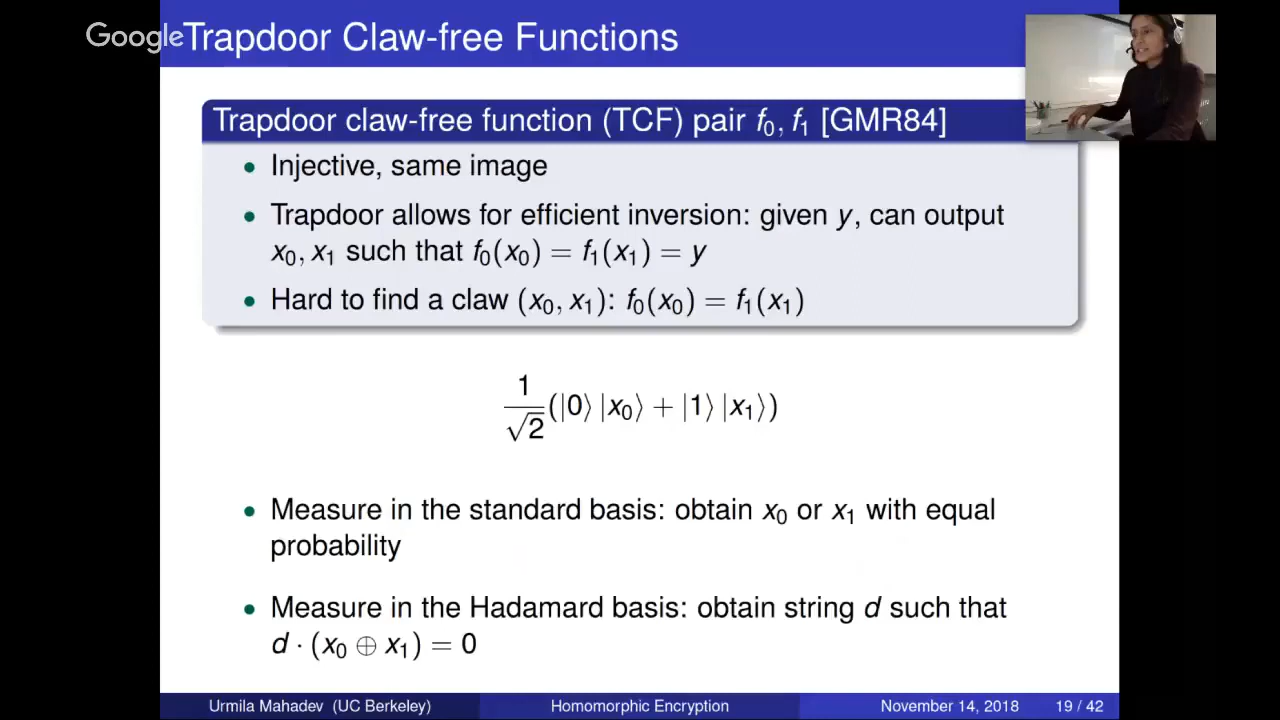 Google Trapdoor Claw-free Functions
Trapdoor claw-free function (TCF) pair f₀, f₁ [GMR84]
• Injective, same image
• Trapdoor allows for efficient inversion: given y, can output
x₀, x₁ such that f₀(x₀) = f₁(x₁) = y
• Hard to find a claw (x₀, x₁): f₀(x₀) = f₁(x₁)
1/√2 (|0⟩ |x₀⟩ + |1⟩ |x₁⟩)
• Measure in the standard basis: obtain x₀ or x₁ with equal
probability
• Measure in the Hadamard basis: obtain string d such that
d · (x₀ ⊕ x₁) = 0
Urmila Mahadev (UC Berkeley) Homomorphic Encryption November 14, 2018 19 / 42